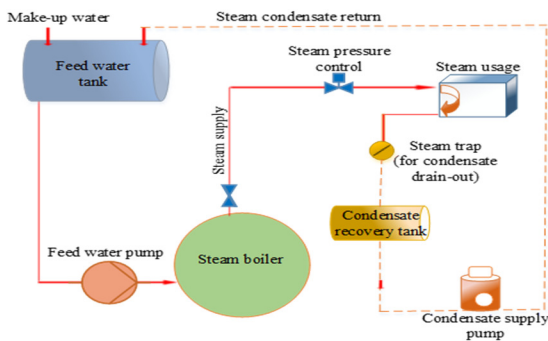 Make-up water
Steam condensate return
Feed water
tank
Steam pressure
control
Steam usage
Steam supply
Steam trap
(for condensate
drain-out)
Condensate
recovery tank
Feed water pump
Steam boiler
Condensate supply
pump